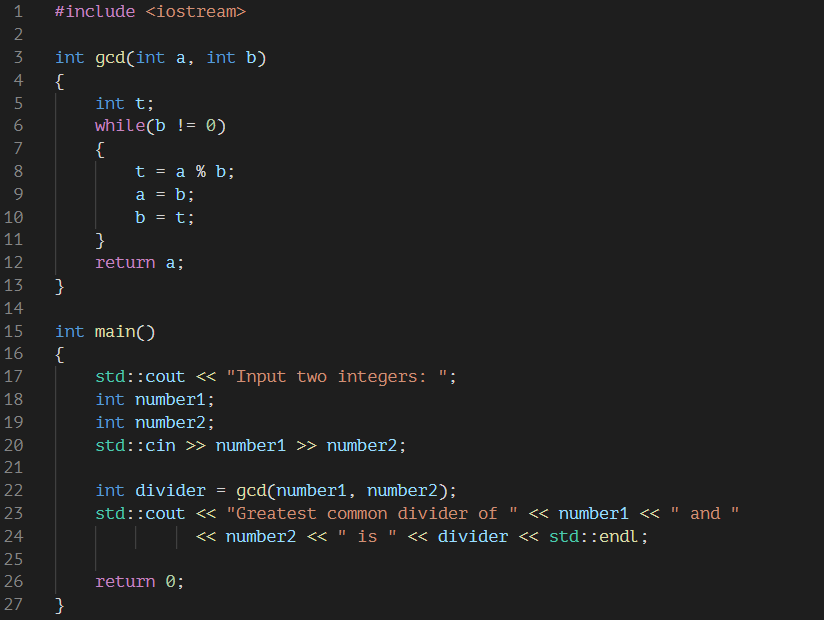 1 #include <iostream>
2
3 int gcd(int a, int b)
4 {
5     int t;
6     while(b != 0)
7     {
8         t = a % b;
9         a = b;
10         b = t;
11     }
12     return a;
13 }
14
15 int main()
16 {
17     std::cout << "Input two integers: ";
18     int number1;
19     int number2;
20     std::cin >> number1 >> number2;
21
22     int divider = gcd(number1, number2);
23     std::cout << "Greatest common divider of " << number1 << " and "
24               << number2 << " is " << divider << std::endl;
25
26     return 0;
27 }